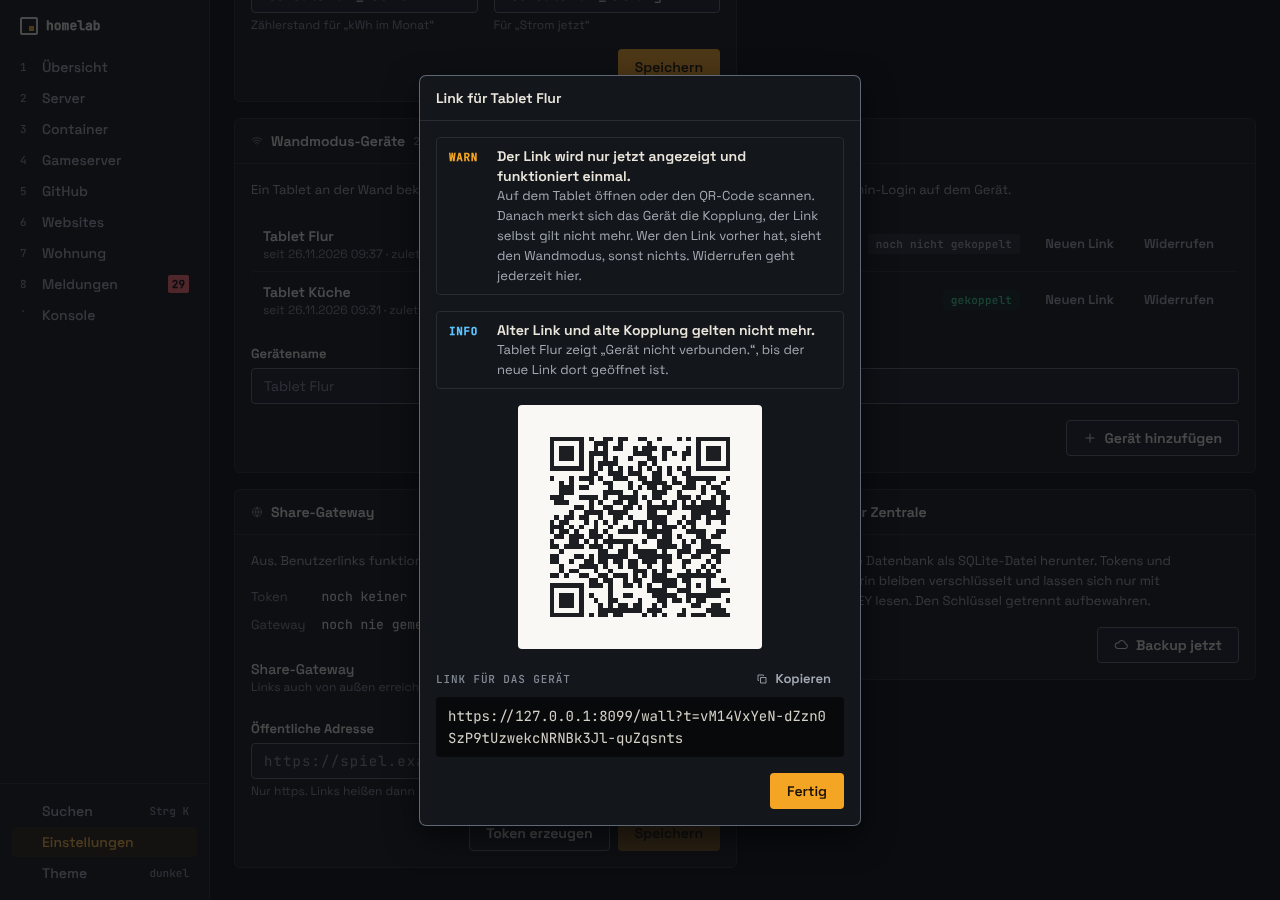 homelab
1 Übersicht
2 Server
3 Container
4 Gameserver
5 GitHub
6 Websites
7 Wohnung
8 Meldungen 29
` Konsole
Suchen Strg K
Einstellungen
Theme dunkel
Zählerstand für „kWh im Monat“
Für „Strom jetzt“
Speichern
Wandmodus-Geräte 2
Ein Tablet an der Wand bek
in-Login auf dem Gerät.
Tablet Flur
seit 26.11.2026 09:37 · zulet
noch nicht gekoppelt Neuen Link Widerrufen
Tablet Küche
seit 26.11.2026 09:31 · zulet
gekoppelt Neuen Link Widerrufen
Gerätename
Tablet Flur
+ Gerät hinzufügen
Share-Gateway
Aus. Benutzerlinks funktion
Token noch keiner
Gateway noch nie geme
Share-Gateway
Links auch von außen erreich
Öffentliche Adresse
https://spiel.exa
Nur https. Links heißen dann
Token erzeugen Speichern
r Zentrale
Datenbank als SQLite-Datei herunter. Tokens und
rin bleiben verschlüsselt und lassen sich nur mit
EY lesen. Den Schlüssel getrennt aufbewahren.
Backup jetzt
Link für Tablet Flur
WARN Der Link wird nur jetzt angezeigt und
funktioniert einmal.
Auf dem Tablet öffnen oder den QR-Code scannen.
Danach merkt sich das Gerät die Kopplung, der Link
selbst gilt nicht mehr. Wer den Link vorher hat, sieht
den Wandmodus, sonst nichts. Widerrufen geht
jederzeit hier.
INFO Alter Link und alte Kopplung gelten nicht mehr.
Tablet Flur zeigt „Gerät nicht verbunden.“, bis der
neue Link dort geöffnet ist.
LINK FÜR DAS GERÄT Kopieren
https://127.0.0.1:8099/wall?t=vM14VxYeN-dZzn0
SzP9tUzwekcNRNBk3Jl-quZqsnts
Fertig